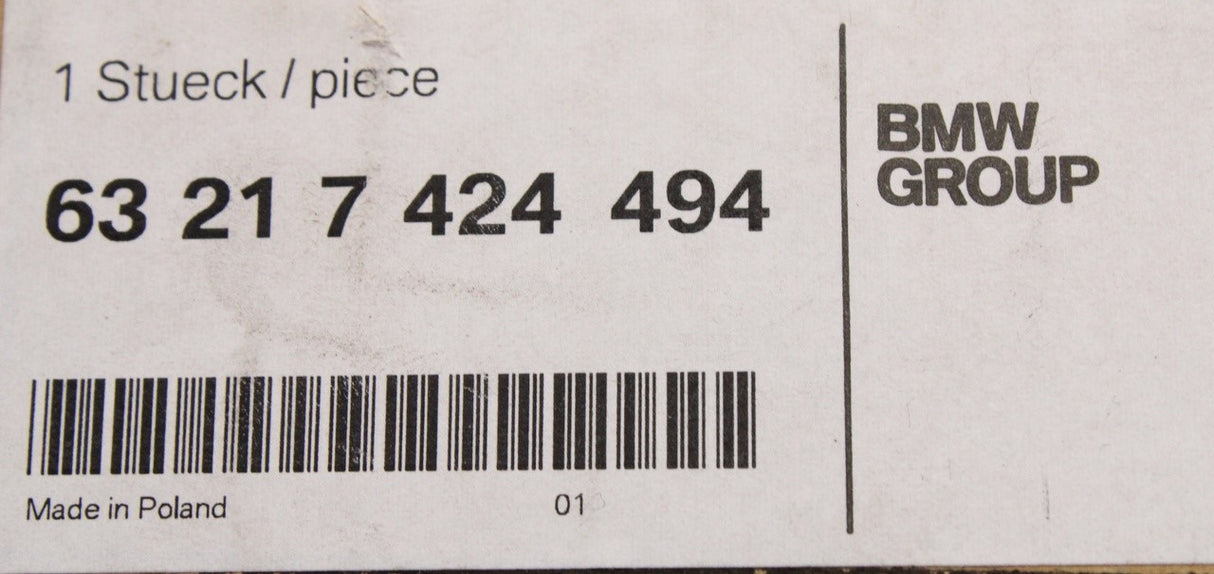 1 Stueck / piece
63 21 7 424 494
Made in Poland
01
BMW
GROUP